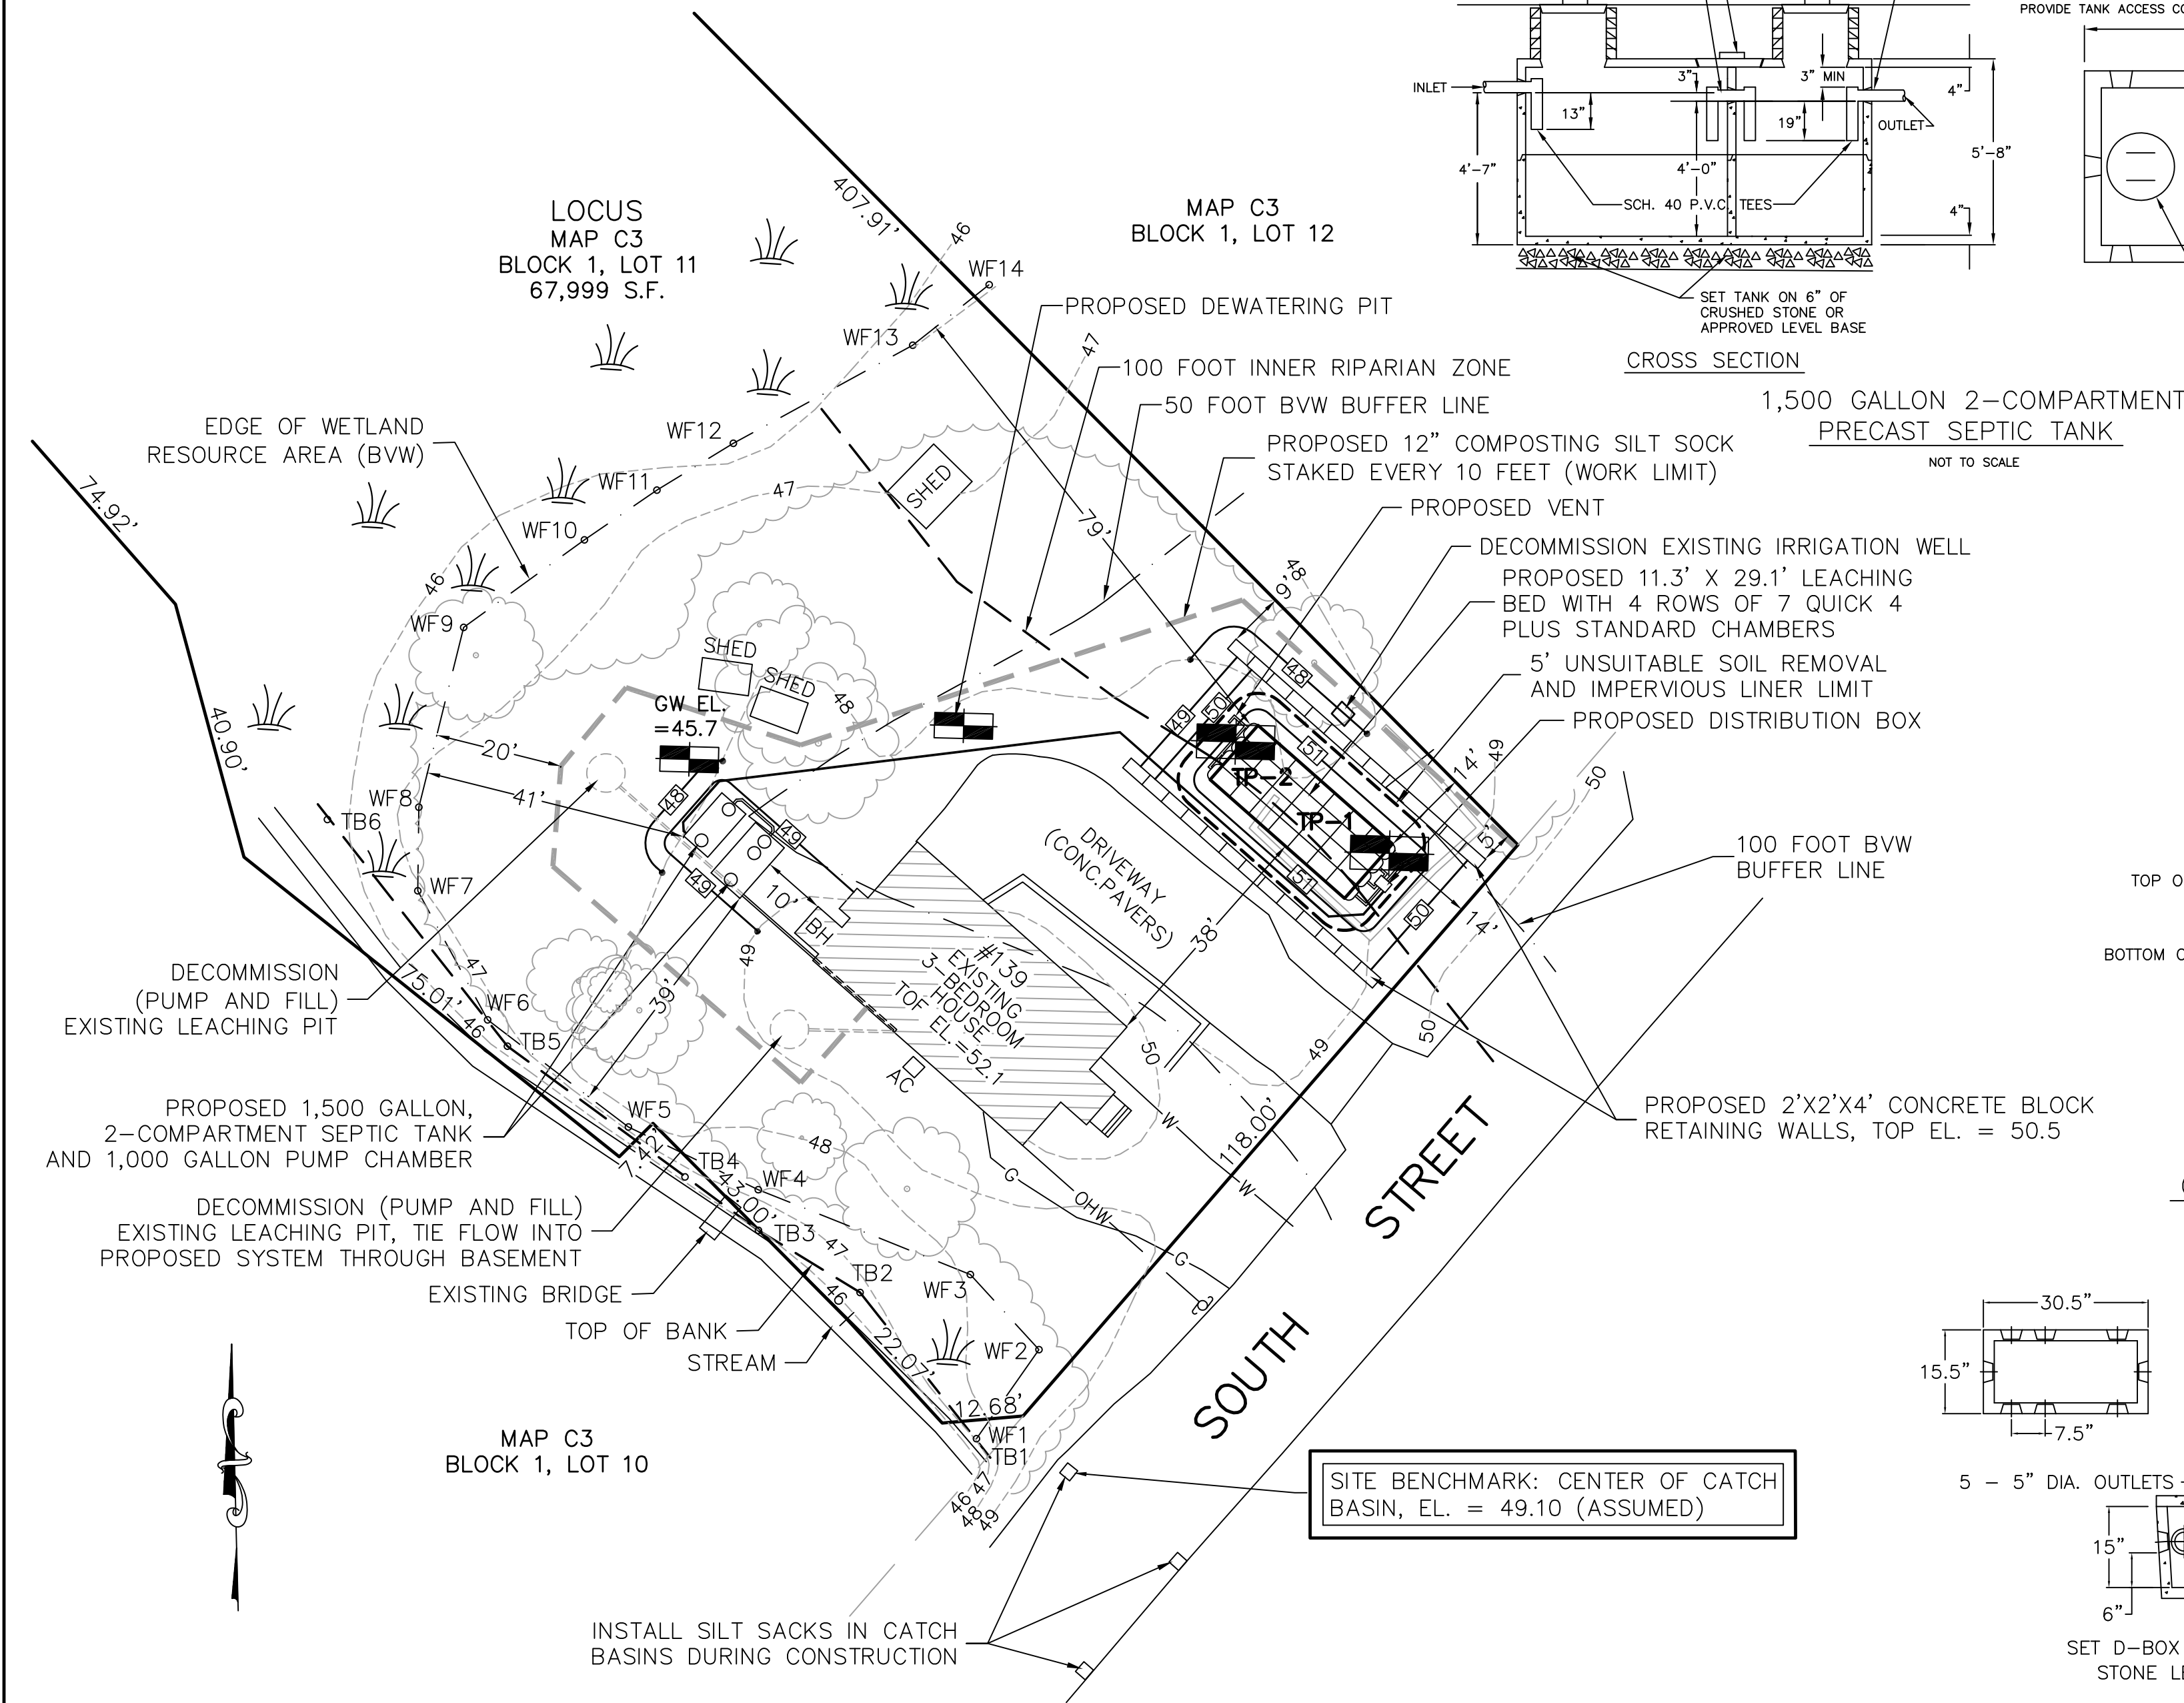 PROVIDE TANK ACCESS
INLET
3"
3" MIN
4"
13"
19"
OUTLET
4'-7"
4'-0"
5'-8"
SCH. 40 P.V.C. TEES
4"
SET TANK ON 6" OF
CRUSHED STONE OR
APPROVED LEVEL BASE
CROSS SECTION
1,500 GALLON 2-COMPARTMENT
PRECAST SEPTIC TANK
NOT TO SCALE
LOCUS
MAP C3
BLOCK 1, LOT 11
67,999 S.F.
407.91'
MAP C3
BLOCK 1, LOT 12
46
WF14
WF13
47
PROPOSED DEWATERING PIT
100 FOOT INNER RIPARIAN ZONE
50 FOOT BVW BUFFER LINE
PROPOSED 12" COMPOSTING SILT SOCK
STAKED EVERY 10 FEET (WORK LIMIT)
PROPOSED VENT
DECOMMISSION EXISTING IRRIGATION WELL
PROPOSED 11.3' X 29.1' LEACHING
BED WITH 4 ROWS OF 7 QUICK 4
PLUS STANDARD CHAMBERS
5' UNSUITABLE SOIL REMOVAL
AND IMPERVIOUS LINER LIMIT
PROPOSED DISTRIBUTION BOX
EDGE OF WETLAND
RESOURCE AREA (BVW)
WF12
WF11
WF10
WF9
47
SHED
79'
74.92'
46
40.90'
SHED
SHED
48
GW EL.
=45.7
20'
41'
WF8
TB6
WF7
48
49
49
10'
BH
9'
48
48
49
50
51
TP-2
TP-1
51
14'
49
50
5'
50
14'
38'
DRIVEWAY
(CONC.PAVERS)
100 FOOT BVW
BUFFER LINE
TOP O
BOTTOM
#139
EXISTING
3-BEDROOM
HOUSE
TOF EL.=52.1
AC
49
50
49
50
DECOMMISSION
(PUMP AND FILL)
EXISTING LEACHING PIT
75.01'
47
46
WF6
TB5
39'
PROPOSED 1,500 GALLON,
2-COMPARTMENT SEPTIC TANK
AND 1,000 GALLON PUMP CHAMBER
WF5
7.42'
TB4
43.00'
WF4
48
TB3
47
TB2
WF3
46
22.07'
WF2
12.68'
WF1
TB1
46
47
48
49
G
OHW
G
W
W
118.00'
PROPOSED 2'X2'X4' CONCRETE BLOCK
RETAINING WALLS, TOP EL. = 50.5
DECOMMISSION (PUMP AND FILL)
EXISTING LEACHING PIT, TIE FLOW INTO
PROPOSED SYSTEM THROUGH BASEMENT
EXISTING BRIDGE
TOP OF BANK
STREAM
SOUTH STREET
MAP C3
BLOCK 1, LOT 10
SITE BENCHMARK: CENTER OF CATCH
BASIN, EL. = 49.10 (ASSUMED)
INSTALL SILT SACKS IN CATCH
BASINS DURING CONSTRUCTION
30.5"
15.5"
7.5"
5 - 5" DIA. OUTLETS
15"
6"
SET D-BOX
STONE